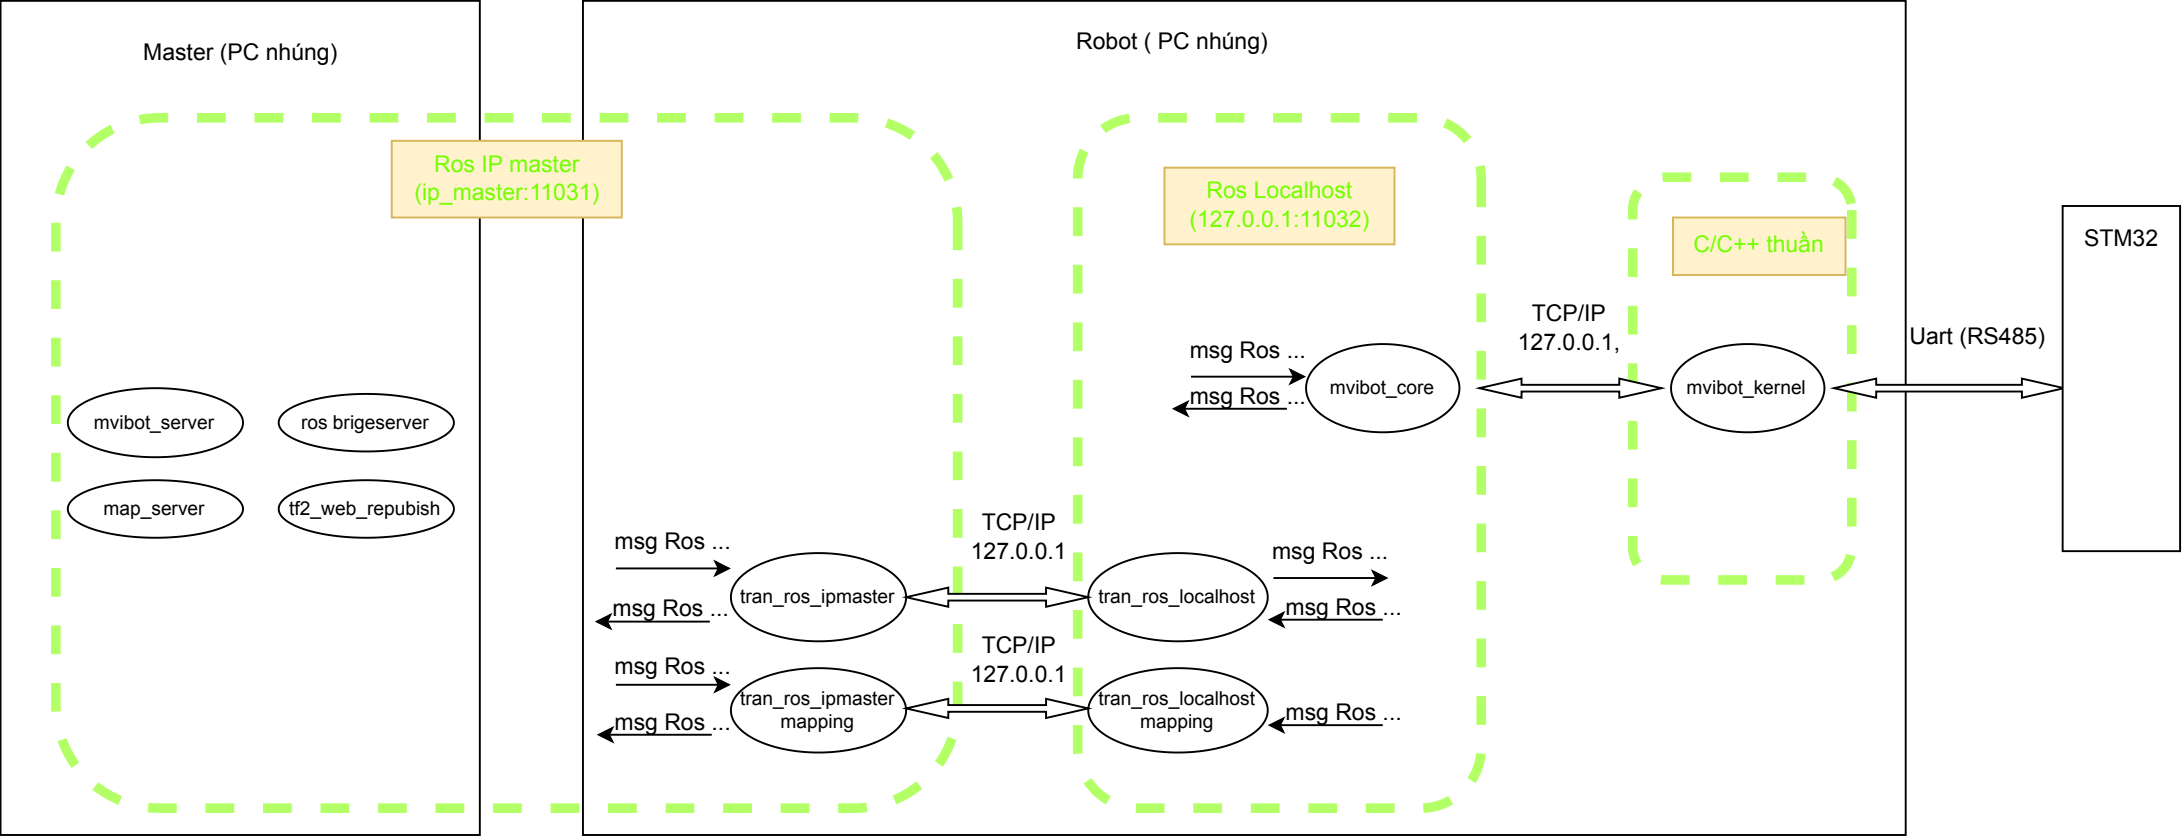 Master (PC nhúng)
Robot ( PC nhúng)
Ros IP master
(ip_master:11031)
Ros Localhost
(127.0.0.1:11032)
C/C++ thuần
STM32
TCP/IP
127.0.0.1,
Uart (RS485)
msg Ros ...
msg Ros ...
mvibot_core
mvibot_kernel
mvibot_server
ros brigeserver
map_server
tf2_web_repubish
TCP/IP
127.0.0.1
msg Ros ...
msg Ros ...
tran_ros_ipmaster
tran_ros_localhost
msg Ros ...
msg Ros ...
TCP/IP
127.0.0.1
msg Ros ...
msg Ros ...
tran_ros_ipmaster
mapping
tran_ros_localhost
mapping
msg Ros ...